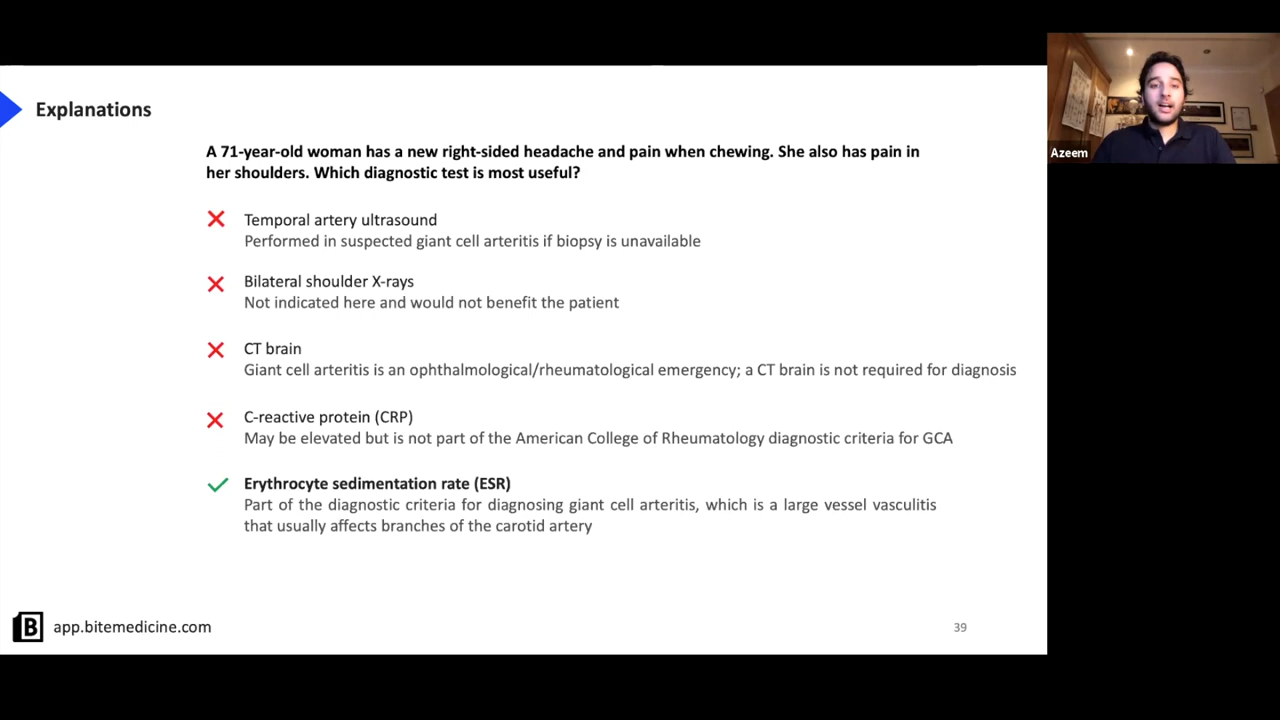 Explanations
A 71-year-old woman has a new right-sided headache and pain when chewing. She also has pain in
her shoulders. Which diagnostic test is most useful?
Temporal artery ultrasound
Performed in suspected giant cell arteritis if biopsy is unavailable
Bilateral shoulder X-rays
Not indicated here and would not benefit the patient
CT brain
Giant cell arteritis is an ophthalmological/rheumatological emergency; a CT brain is not required for diagnosis
C-reactive protein (CRP)
May be elevated but is not part of the American College of Rheumatology diagnostic criteria for GCA
Erythrocyte sedimentation rate (ESR)
Part of the diagnostic criteria for diagnosing giant cell arteritis, which is a large vessel vasculitis
that usually affects branches of the carotid artery
B app.bitemedicine.com
39
Azeem